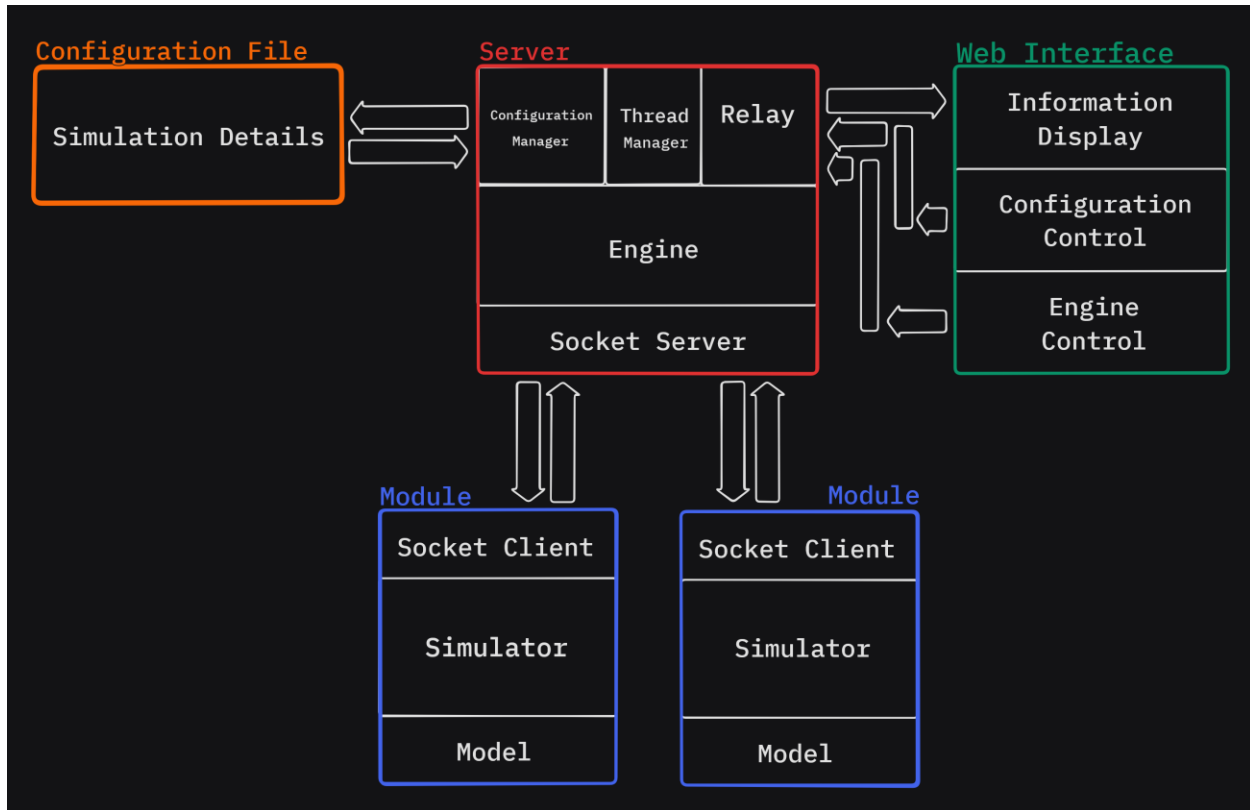 Configuration File
Simulation Details
Server
Configuration
Manager
Thread
Manager
Relay
Engine
Socket Server
Web Interface
Information
Display
Configuration
Control
Engine
Control
Module
Socket Client
Simulator
Model
Module
Socket Client
Simulator
Model